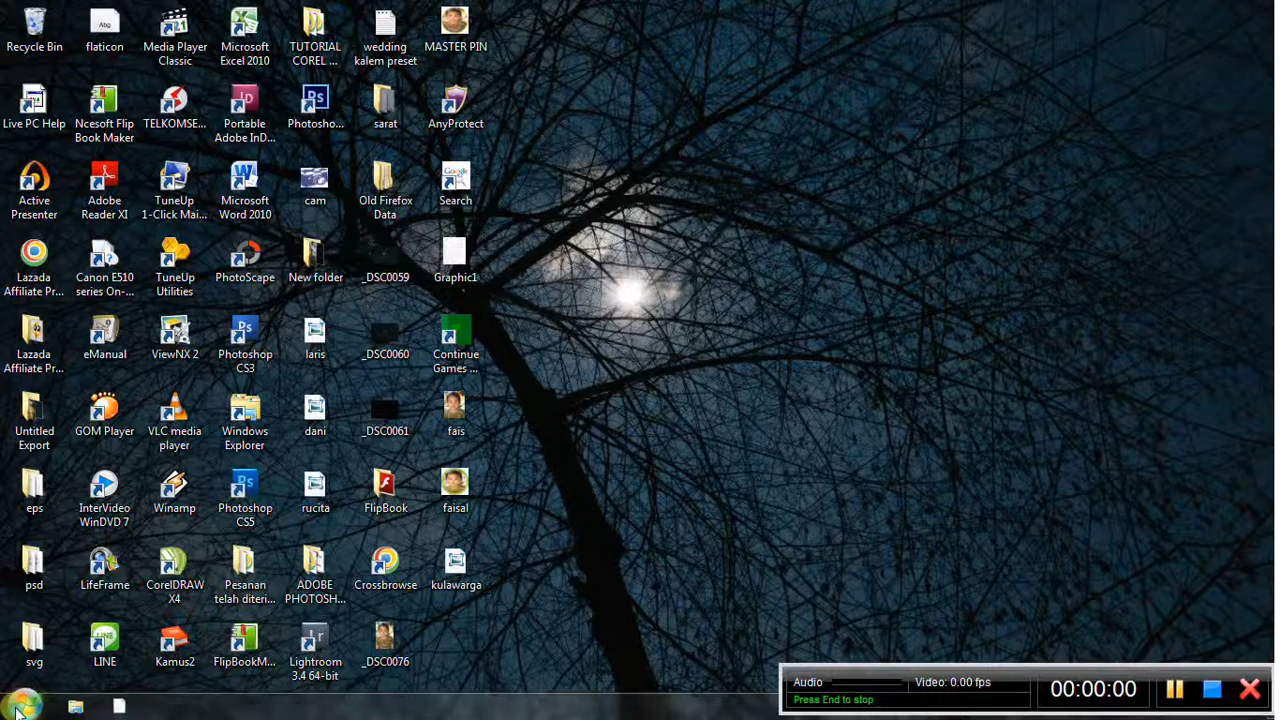 Recycle Bin
flaticon
Media Player
Classic
Microsoft
Excel 2010
TUTORIAL
COREL ...
wedding
kalem preset
MASTER PIN
Live PC Help
Ncesoft Flip
Book Maker
TELKOMSE...
Portable
Adobe InD...
Photosho...
sarat
AnyProtect
Active
Presenter
Adobe
Reader XI
TuneUp
1-Click Mai...
Microsoft
Word 2010
cam
Old Firefox
Data
Search
Lazada
Affiliate Pr...
Canon E510
series On-...
TuneUp
Utilities
PhotoScape
New folder
_DSC0059
Graphic1
Lazada
Affiliate Pr...
eManual
ViewNX 2
Photoshop
CS3
laris
_DSC0060
Continue
Games ...
Untitled
Export
GOM Player
VLC media
player
Windows
Explorer
dani
_DSC0061
fais
eps
InterVideo
WinDVD 7
Winamp
Photoshop
CS5
rucita
FlipBook
faisal
psd
LifeFrame
CorelDRAW
X4
Pesanan
telah diteri...
ADOBE
PHOTOSH...
Crossbrowse
kulawarga
svg
LINE
Kamus2
FlipBookM...
Lightroom
3.4 64-bit
_DSC0076
Audio
Video: 0.00 fps
Press End to stop
00:00:00